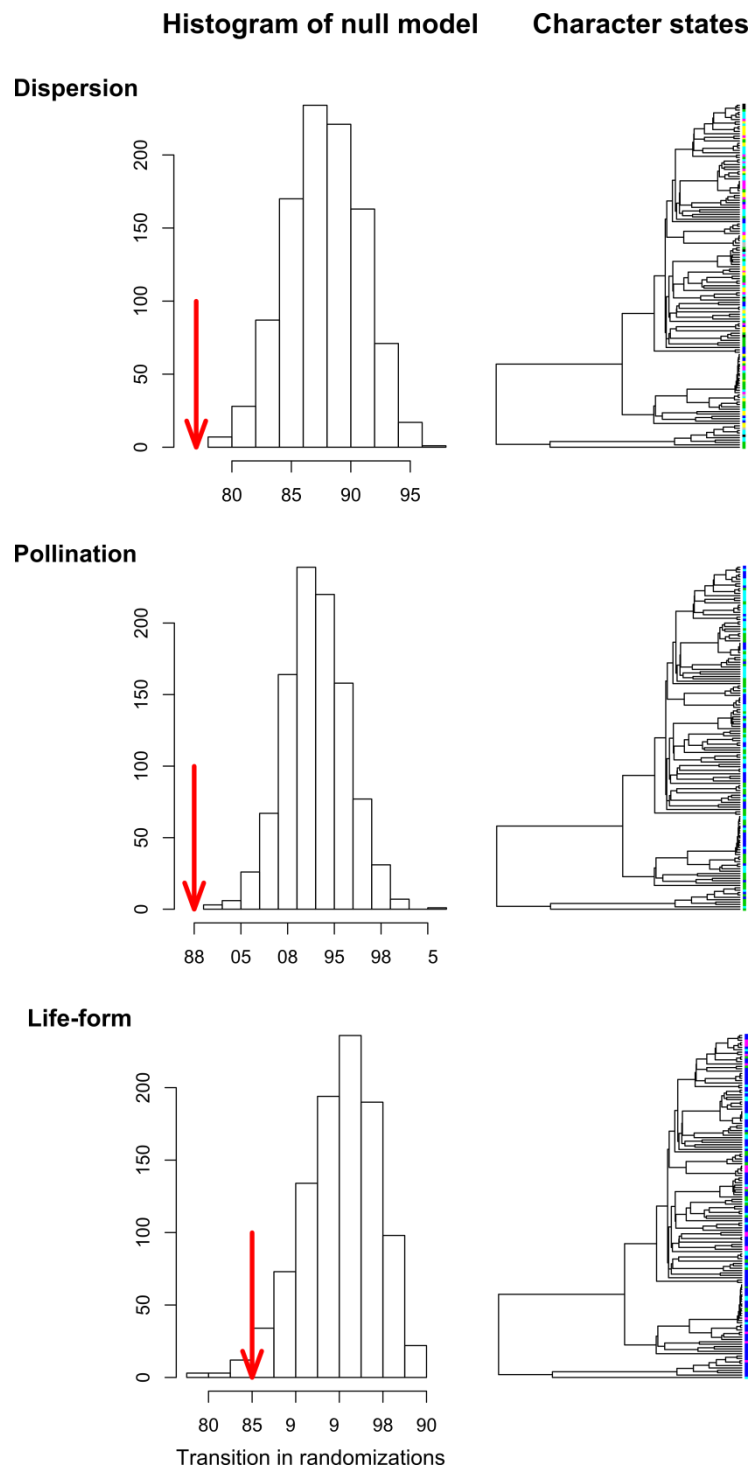 Histogram of null model Character states
Dispersion
200
150
100
50
0
80 85 90 95
Pollination
200
150
100
50
0
88 05 08 95 98 5
Life-form
200
150
100
50
0
80 85 9 9 98 90
Transition in randomizations